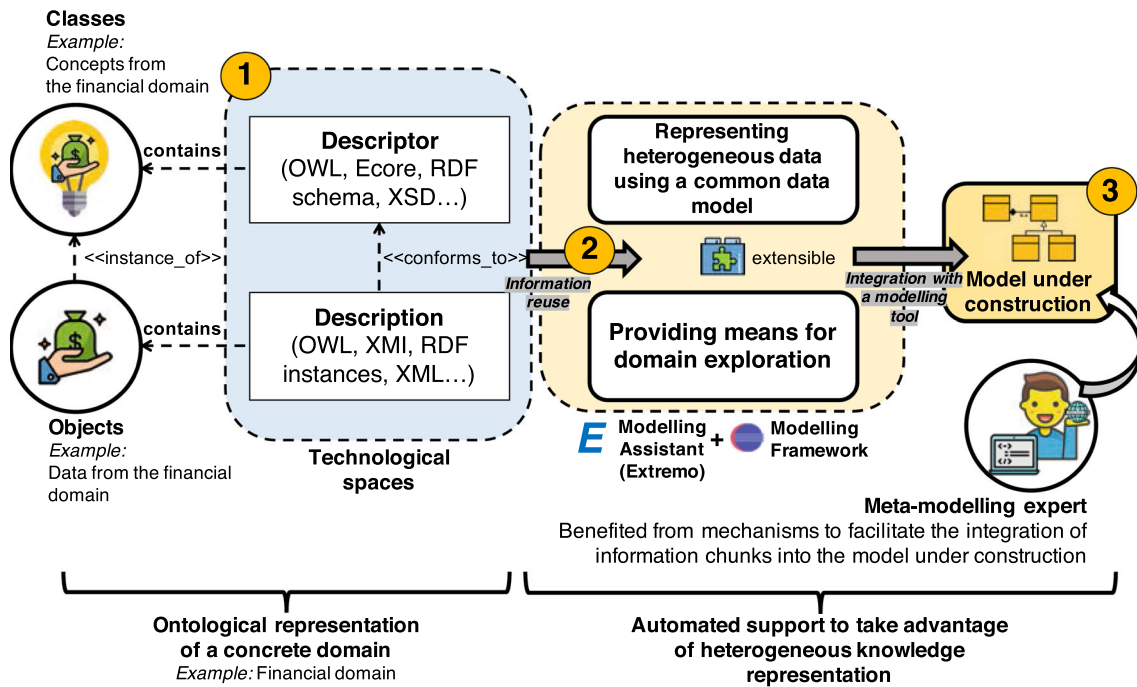 Classes
Example:
Concepts from
the financial domain
1
contains
Descriptor
(OWL, Ecore, RDF
schema, XSD…)
<<instance_of>>
<<conforms_to>>
contains
Description
(OWL, XMI, RDF
instances, XML…)
Objects
Example:
Data from the financial
domain
Technological
spaces
2
Information
reuse
Representing
heterogeneous data
using a common data
model
extensible
Providing means for
domain exploration
E
Modelling
Assistant
(Extremo)
+
Modelling
Framework
Integration with
a modelling
tool
3
Model under
construction
Meta-modelling expert
Benefited from mechanisms to facilitate the integration of
information chunks into the model under construction
Ontological representation
of a concrete domain
Example: Financial domain
Automated support to take advantage
of heterogeneous knowledge
representation